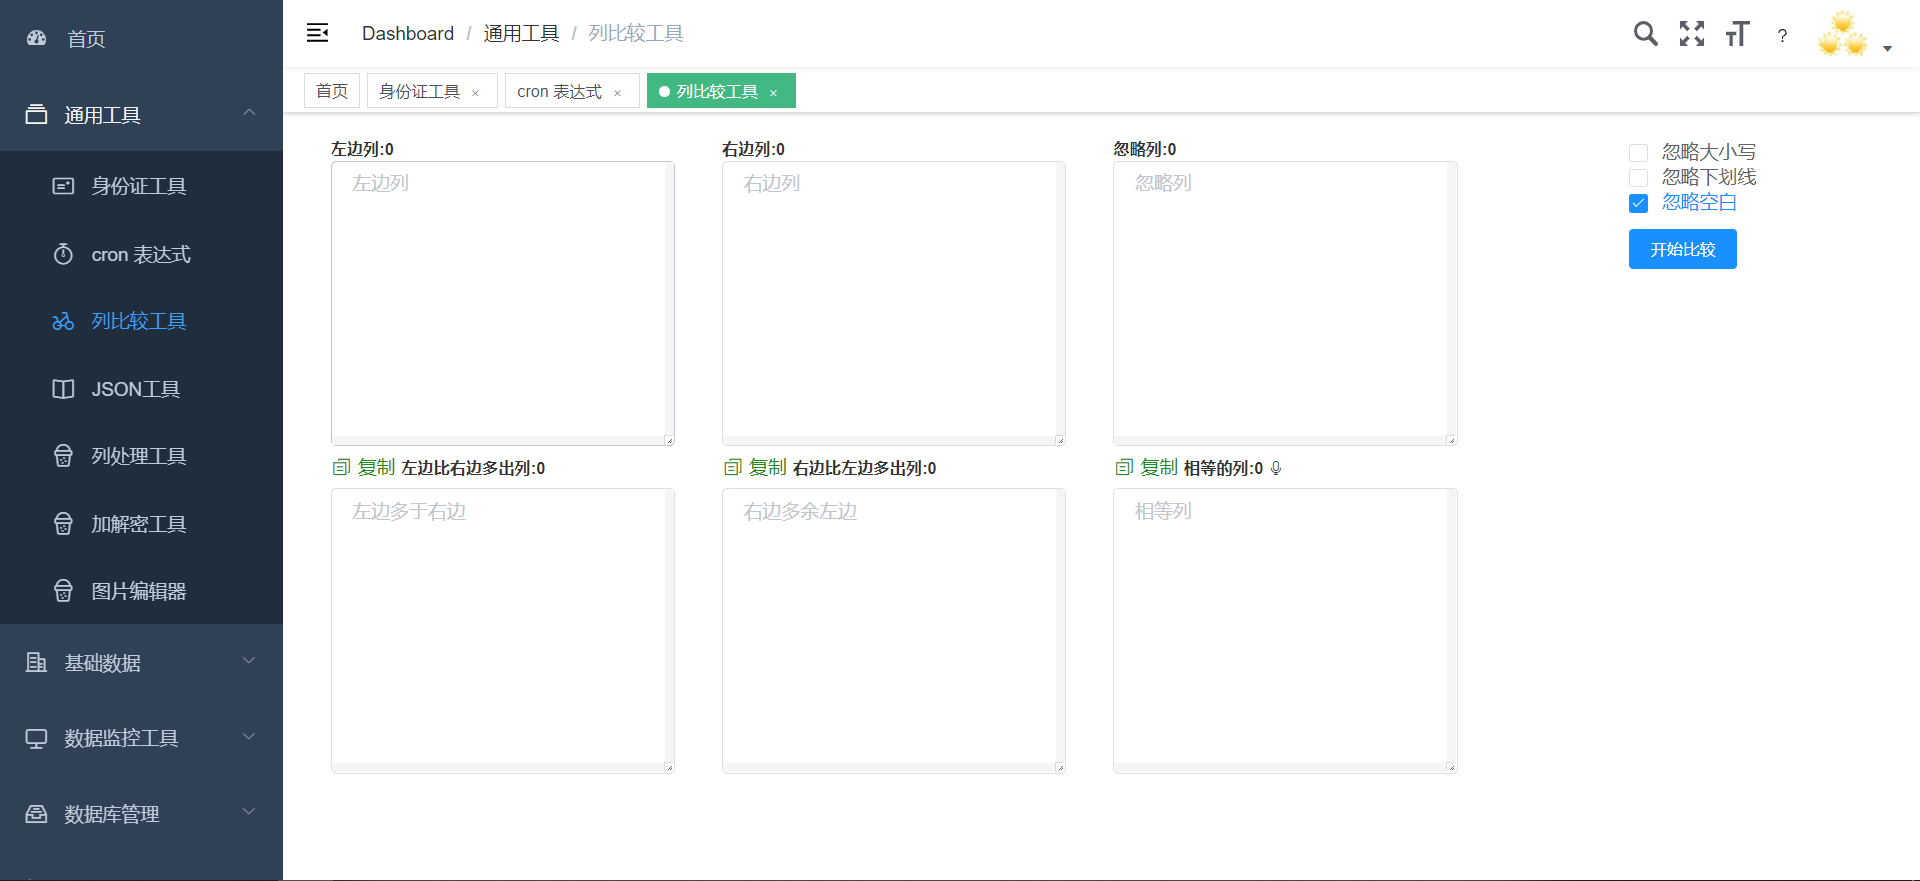 首页
通用工具
身份证工具
cron 表达式
列比较工具
JSON工具
列处理工具
加解密工具
图片编辑器
基础数据
数据监控工具
数据库管理
Dashboard / 通用工具 / 列比较工具
?
首页 身份证工具 × cron 表达式 × 列比较工具 ×
左边列:0 右边列:0 忽略列:0
左边列 右边列 忽略列
忽略大小写
忽略下划线
忽略空白
开始比较
复制 左边比右边多出列:0 复制 右边比左边多出列:0 复制 相等的列:0
左边多于右边 右边多余左边 相等列